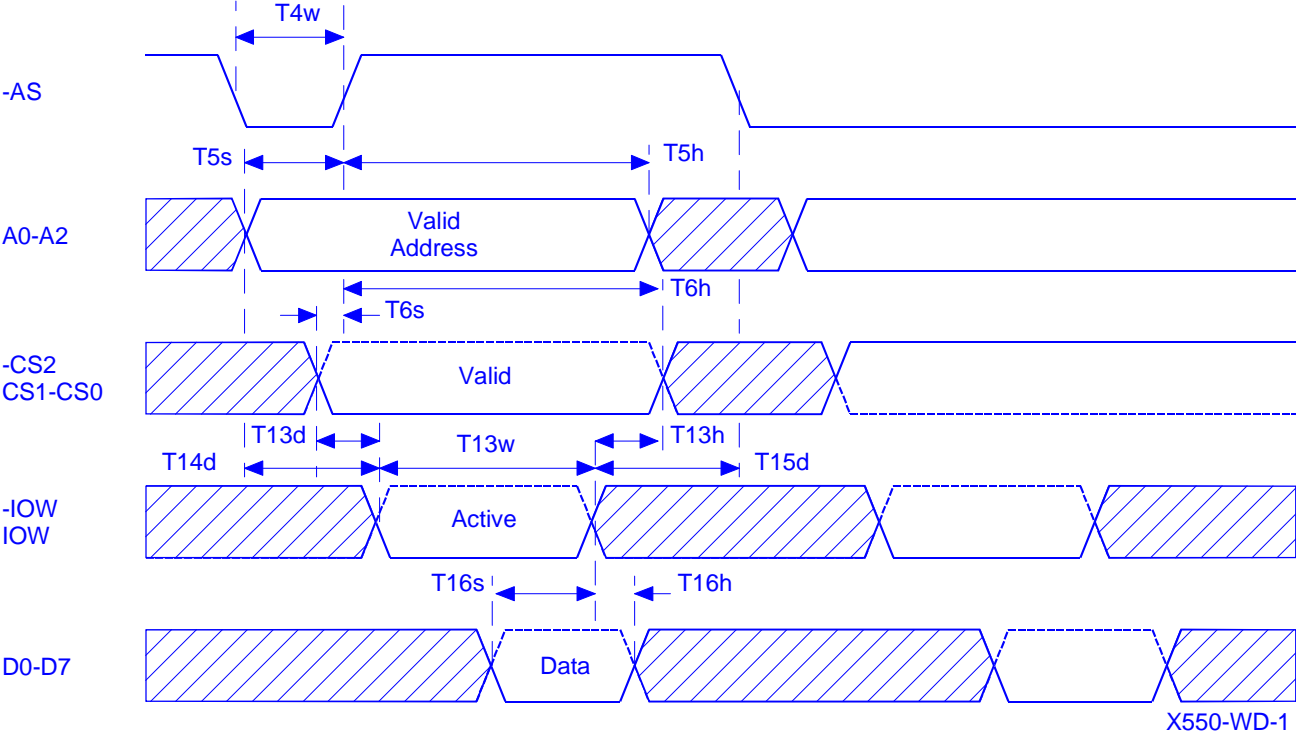 T4w
-AS
T5s
T5h
A0-A2
Valid
Address
T6h
T6s
-CS2
CS1-CS0
Valid
T13d
T13w
T13h
T14d
T15d
-IOW
IOW
Active
T16s
T16h
D0-D7
Data
X550-WD-1